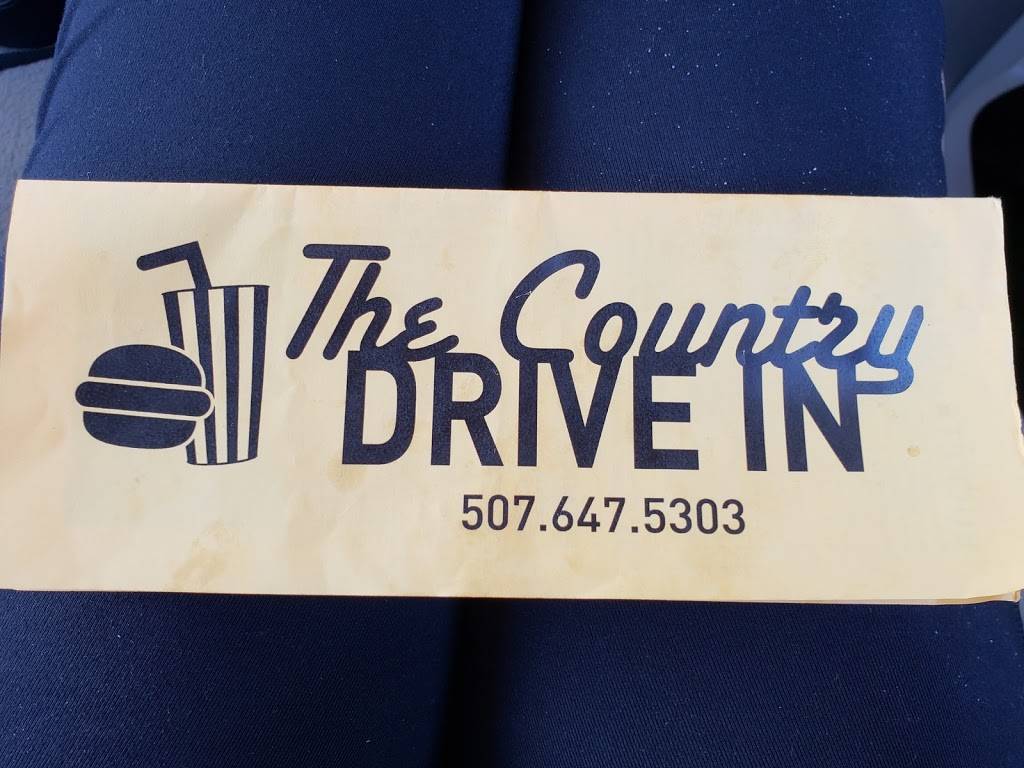 The Country
DRIVE IN
507.647.5303